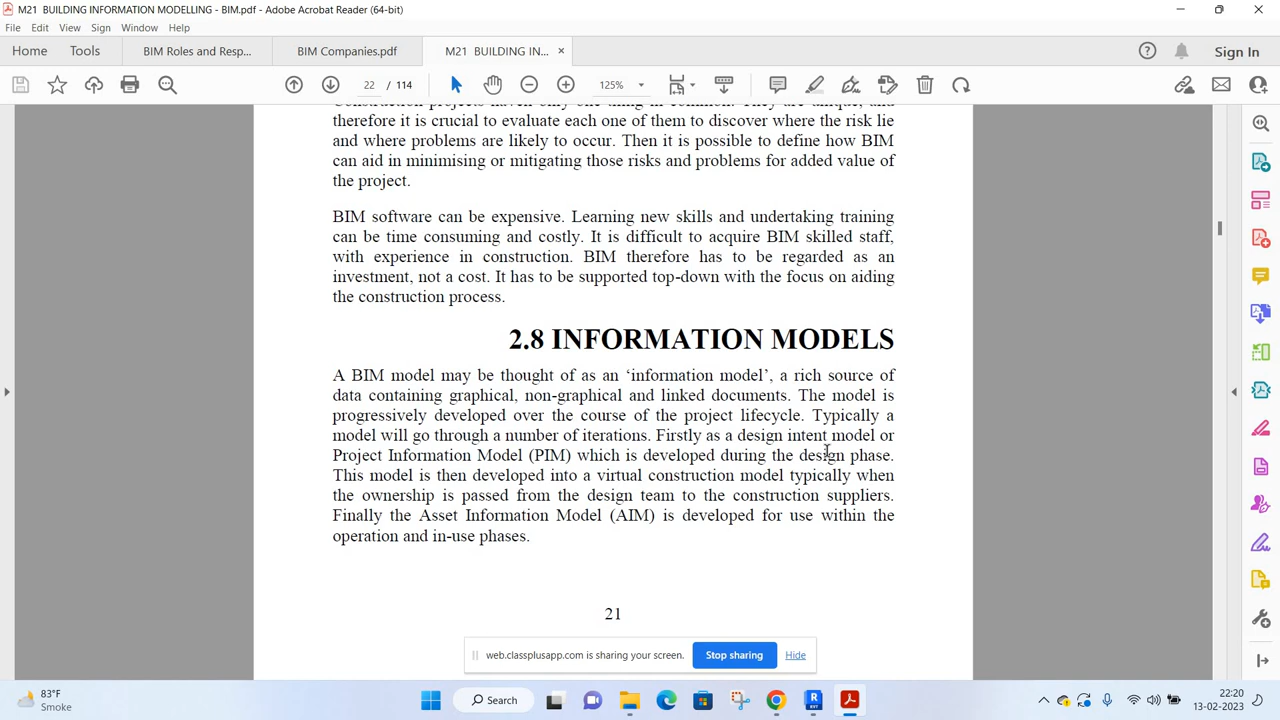 M21 BUILDING INFORMATION MODELLING - BIM.pdf - Adobe Acrobat Reader (64-bit)
File Edit View Sign Window Help
Home Tools BIM Roles and Resp... BIM Companies.pdf M21 BUILDING IN... × Sign In
22 / 114 125%
Construction projects haven only one thing in common. They are unique, and
therefore it is crucial to evaluate each one of them to discover where the risk lie
and where problems are likely to occur. Then it is possible to define how BIM
can aid in minimising or mitigating those risks and problems for added value of
the project.
BIM software can be expensive. Learning new skills and undertaking training
can be time consuming and costly. It is difficult to acquire BIM skilled staff,
with experience in construction. BIM therefore has to be regarded as an
investment, not a cost. It has to be supported top-down with the focus on aiding
the construction process.
2.8 INFORMATION MODELS
A BIM model may be thought of as an ‘information model’, a rich source of
data containing graphical, non-graphical and linked documents. The model is
progressively developed over the course of the project lifecycle. Typically a
model will go through a number of iterations. Firstly as a design intent model or
Project Information Model (PIM) which is developed during the design phase.
This model is then developed into a virtual construction model typically when
the ownership is passed from the design team to the construction suppliers.
Finally the Asset Information Model (AIM) is developed for use within the
operation and in-use phases.
21
web.classplusapp.com is sharing your screen. Stop sharing Hide
83°F
Smoke
Search
22:20
13-02-2023